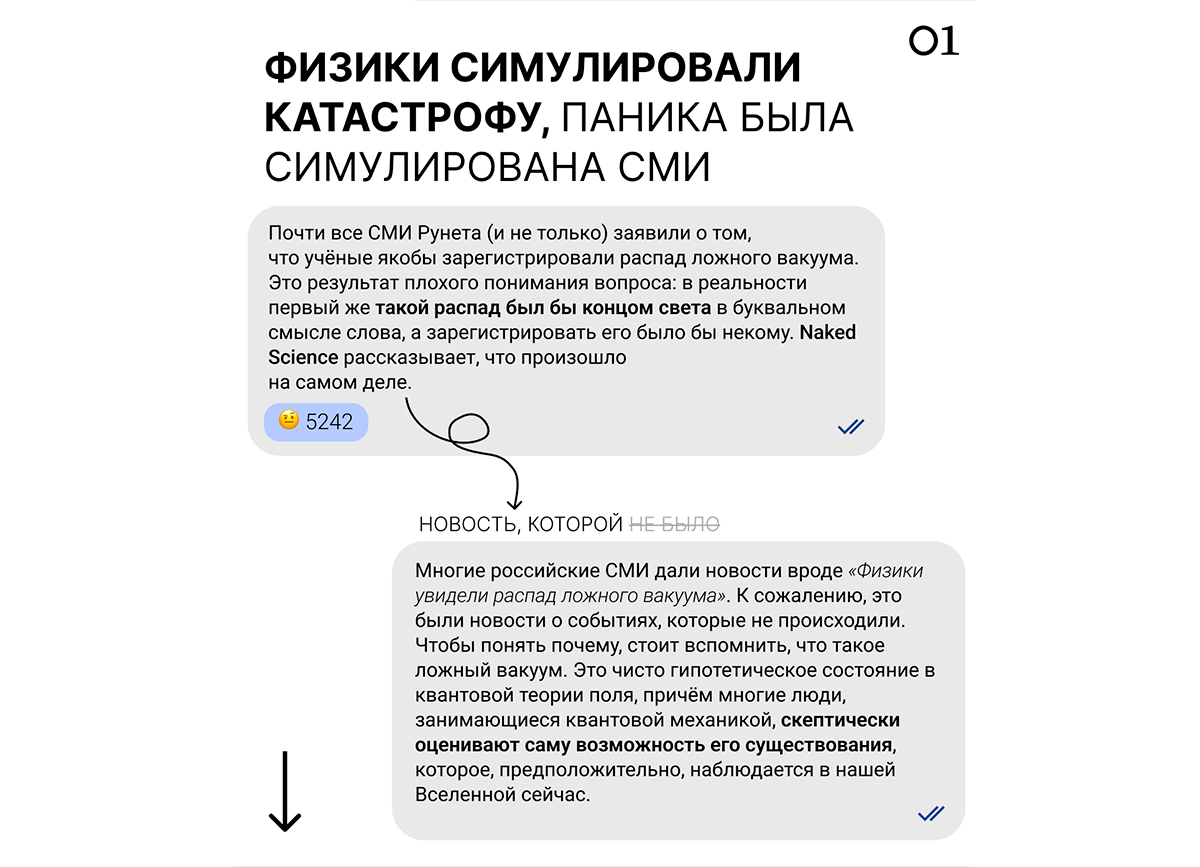 01
ФИЗИКИ СИМУЛИРОВАЛИ
КАТАСТРОФУ, ПАНИКА БЫЛА
СИМУЛИРОВАНА СМИ
Почти все СМИ Рунета (и не только) заявили о том,
что учёные якобы зарегистрировали распад ложного вакуума.
Это результат плохого понимания вопроса: в реальности
первый же такой распад был бы концом света в буквальном
смысле слова, а зарегистрировать его было бы некому. Naked
Science рассказывает, что произошло
на самом деле.
🤨 5242
НОВОСТЬ, КОТОРОЙ НЕ БЫЛО
Многие российские СМИ дали новости вроде «Физики
увидели распад ложного вакуума». К сожалению, это
были новости о событиях, которые не происходили.
Чтобы понять почему, стоит вспомнить, что такое
ложный вакуум. Это чисто гипотетическое состояние в
квантовой теории поля, причём многие люди,
занимающиеся квантовой механикой, скептически
оценивают саму возможность его существования,
которое, предположительно, наблюдается в нашей
Вселенной сейчас.